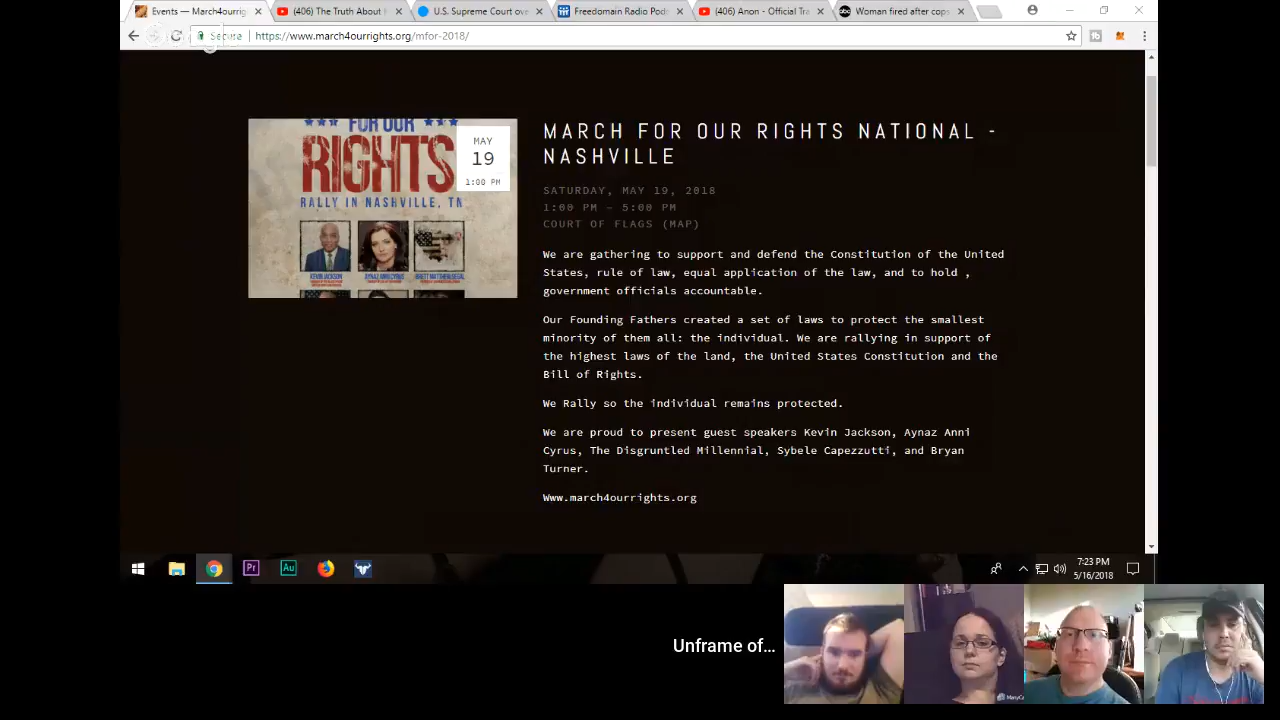 Events — March4ourrig
(406) The Truth About
U.S. Supreme Court ove
Freedomain Radio Pod
(406) Anon - Official Tra
Woman fired after cops
Secure
https://www.march4ourrights.org/mfor-2018/
FOR OUR
RIGHTS
RALLY IN NASHVILLE, TN
KEVIN JACKSON
MAY
19
1:00 PM
MARCH FOR OUR RIGHTS NATIONAL -
NASHVILLE
SATURDAY, MAY 19, 2018
1:00 PM – 5:00 PM
COURT OF FLAGS (MAP)
We are gathering to support and defend the Constitution of the United
States, rule of law, equal application of the law, and to hold ,
government officials accountable.
Our Founding Fathers created a set of laws to protect the smallest
minority of them all: the individual. We are rallying in support of
the highest laws of the land, the United States Constitution and the
Bill of Rights.
We Rally so the individual remains protected.
We are proud to present guest speakers Kevin Jackson, Aynaz Anni
Cyrus, The Disgruntled Millennial, Sybele Capezzutti, and Bryan
Turner.
Www.march4ourrights.org
Pr
Au
7:23 PM
5/16/2018
Unframe of...